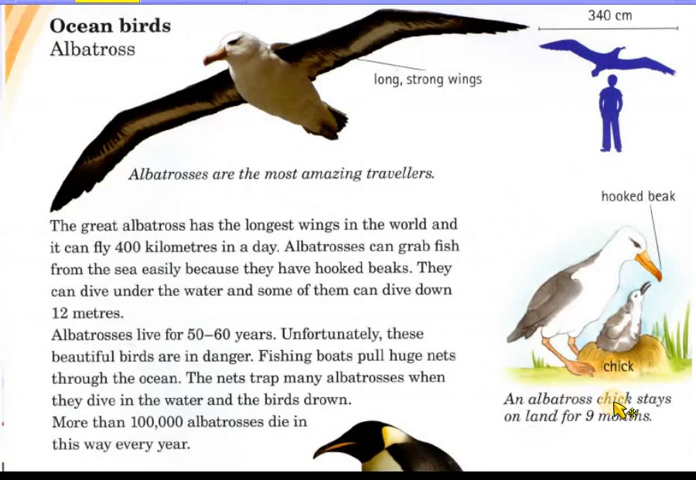 Ocean birds
Albatross
340 cm
long, strong wings
Albatrosses are the most amazing travellers.
hooked beak
The great albatross has the longest wings in the world and
it can fly 400 kilometres in a day. Albatrosses can grab fish
from the sea easily because they have hooked beaks. They
can dive under the water and some of them can dive down
12 metres.
Albatrosses live for 50–60 years. Unfortunately, these
beautiful birds are in danger. Fishing boats pull huge nets
through the ocean. The nets trap many albatrosses when
they dive in the water and the birds drown.
More than 100,000 albatrosses die in
this way every year.
chick
An albatross chick stays
on land for 9 months.